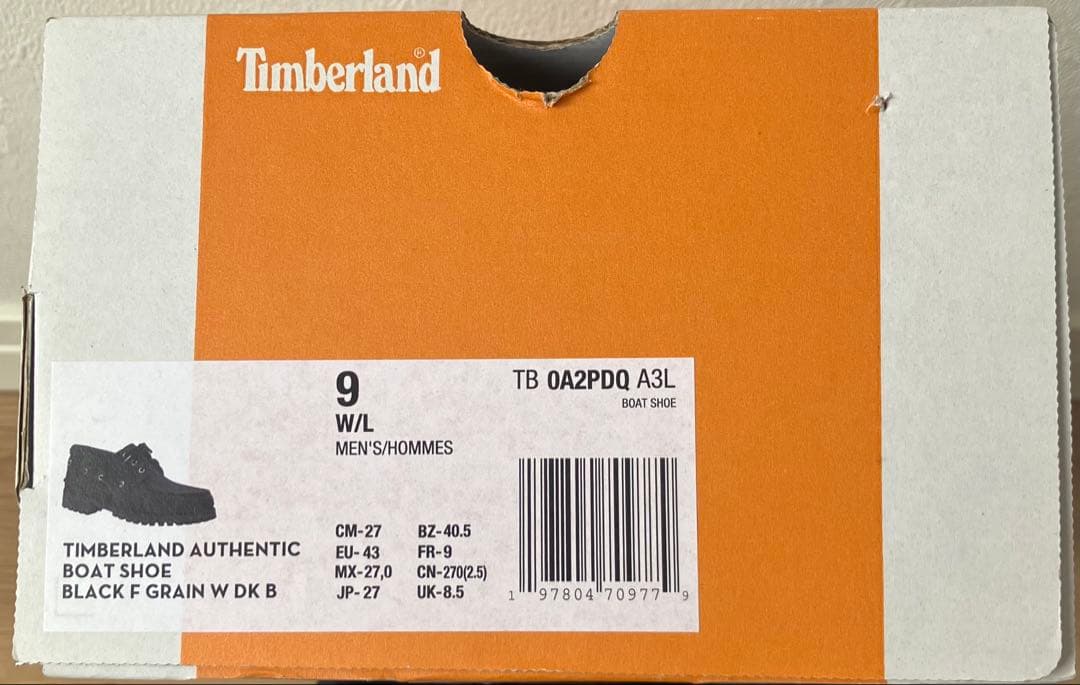 Timberland®
9
W/L
MEN'S/HOMMES
TB 0A2PDQ A3L
BOAT SHOE
TIMBERLAND AUTHENTIC
BOAT SHOE
BLACK F GRAIN W DK B
CM-27 BZ-40.5
EU-43 FR-9
MX-27,0 CN-270(2.5)
JP-27 UK-8.5
1 97804 70977 9